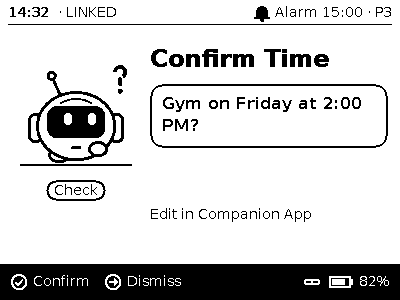 14:32 · LINKED
Alarm 15:00 · P3
Confirm Time
Gym on Friday at 2:00
PM?
?
Check
Edit in Companion App
Confirm
Dismiss
82%